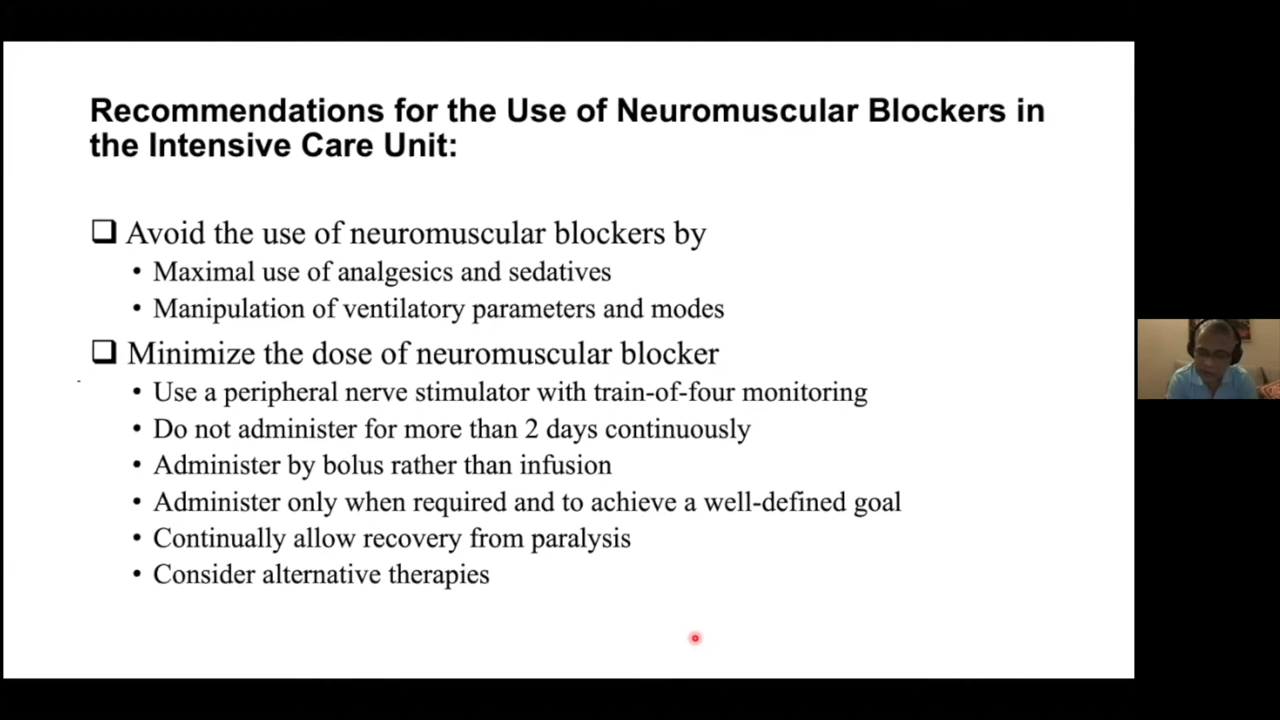 Recommendations for the Use of Neuromuscular Blockers in
the Intensive Care Unit:
❑ Avoid the use of neuromuscular blockers by
• Maximal use of analgesics and sedatives
• Manipulation of ventilatory parameters and modes
❑ Minimize the dose of neuromuscular blocker
• Use a peripheral nerve stimulator with train-of-four monitoring
• Do not administer for more than 2 days continuously
• Administer by bolus rather than infusion
• Administer only when required and to achieve a well-defined goal
• Continually allow recovery from paralysis
• Consider alternative therapies